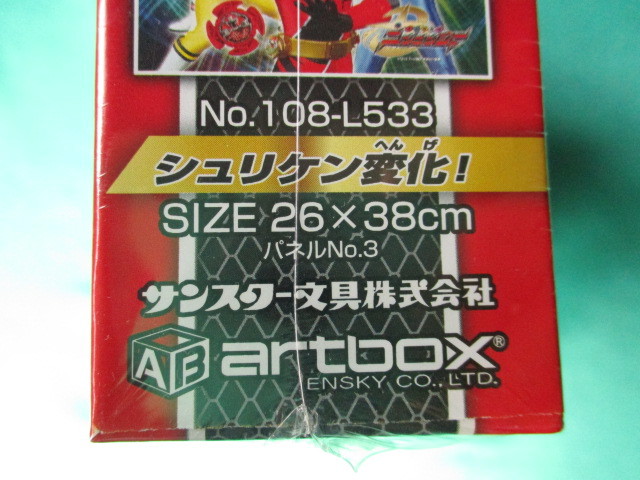 No.108-L533
へんげ
シュリケン変化!
SIZE 26×38cm
パネルNo.3
サンスター文具株式会社
AB artbox®
ENSKY CO., LTD.